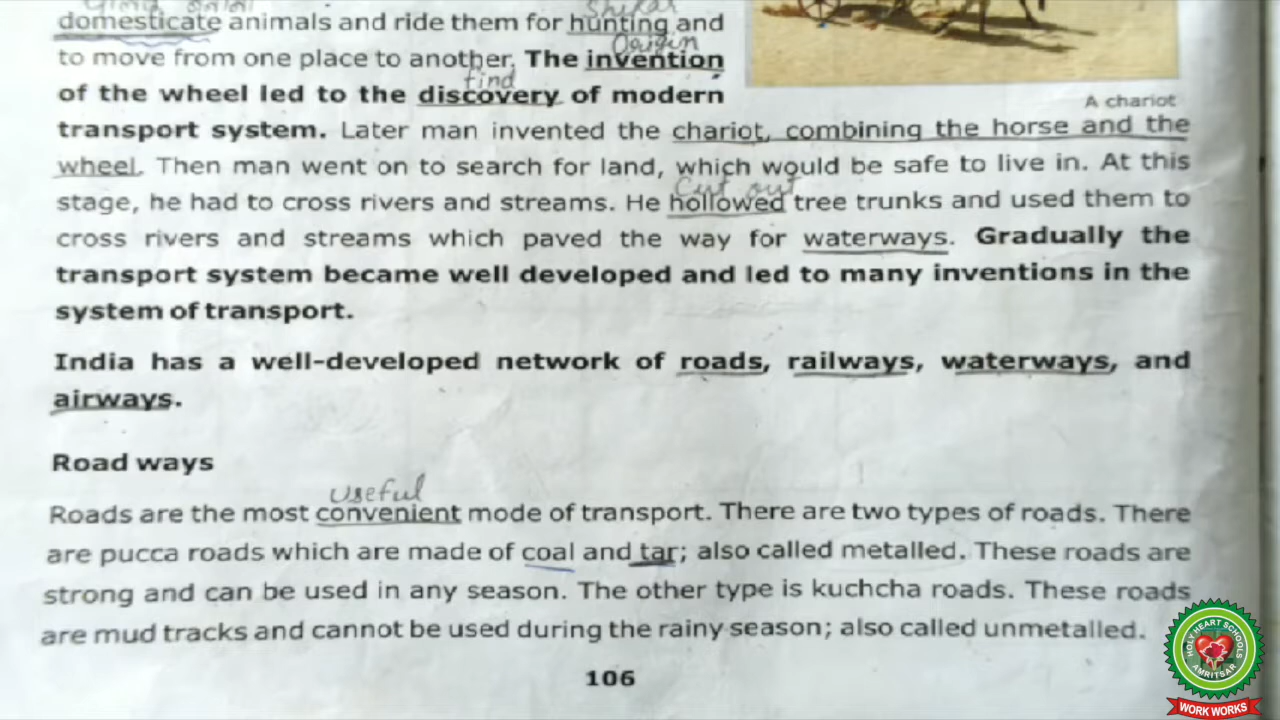 Shikar
domesticate animals and ride them for hunting and
Origin
to move from one place to another. The invention
find
of the wheel led to the discovery of modern
A chariot
transport system. Later man invented the chariot, combining the horse and the
wheel. Then man went on to search for land, which would be safe to live in. At this
Cut out
stage, he had to cross rivers and streams. He hollowed tree trunks and used them to
cross rivers and streams which paved the way for waterways. Gradually the
transport system became well developed and led to many inventions in the
system of transport.
India has a well-developed network of roads, railways, waterways, and
airways.
Road ways
useful
Roads are the most convenient mode of transport. There are two types of roads. There
are pucca roads which are made of coal and tar; also called metalled. These roads are
strong and can be used in any season. The other type is kuchcha roads. These roads
are mud tracks and cannot be used during the rainy season; also called unmetalled.
106
HOLY HEART SCHOOLS
AMRITSAR
WORK WORKS